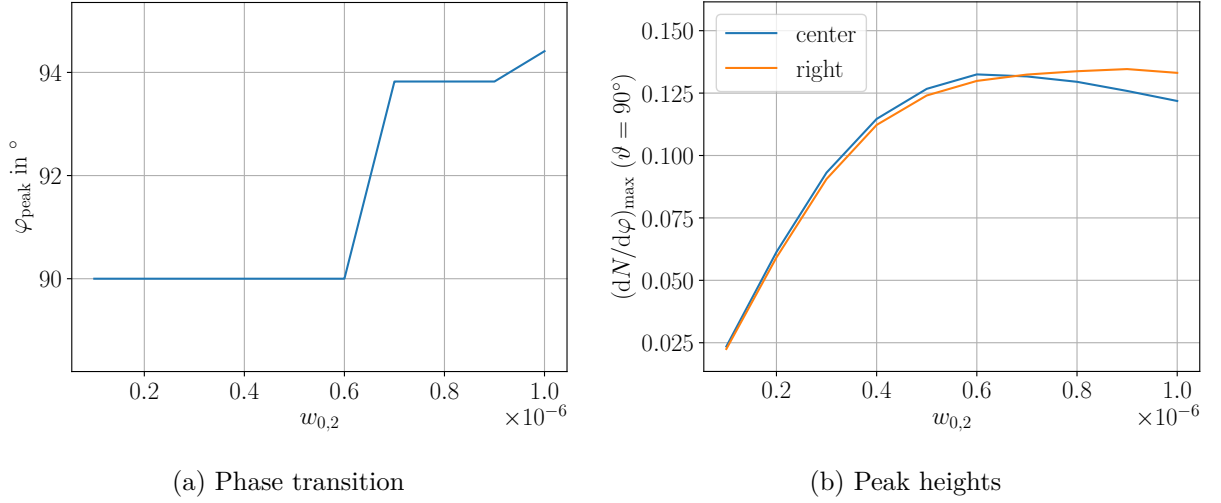 94
92
90
φpeak in °
0.2 0.4 0.6 0.8 1.0
×10⁻⁶
w0,2
(a) Phase transition
0.150
0.125
0.100
0.075
0.050
0.025
(dN/dφ)max (ϑ = 90°)
center
right
0.2 0.4 0.6 0.8 1.0
×10⁻⁶
w0,2
(b) Peak heights